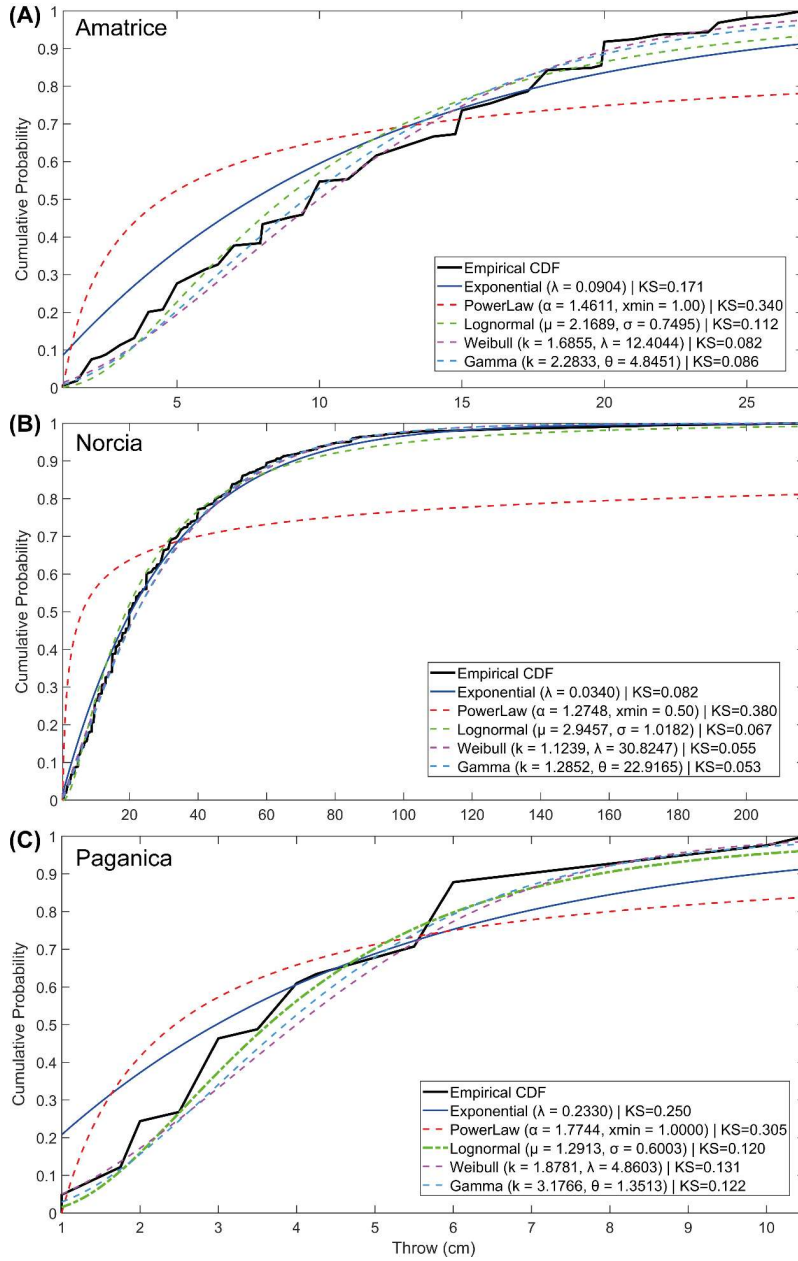 (A)
Amatrice
1
0.9
0.8
0.7
0.6
0.5
0.4
0.3
0.2
0.1
0
Cumulative Probability
Empirical CDF
Exponential (λ = 0.0904) | KS=0.171
PowerLaw (α = 1.4611, xmin = 1.00) | KS=0.340
Lognormal (μ = 2.1689, σ = 0.7495) | KS=0.112
Weibull (k = 1.6855, λ = 12.4044) | KS=0.082
Gamma (k = 2.2833, θ = 4.8451) | KS=0.086
5 10 15 20 25
(B)
Norcia
1
0.9
0.8
0.7
0.6
0.5
0.4
0.3
0.2
0.1
0
Cumulative Probability
Empirical CDF
Exponential (λ = 0.0340) | KS=0.082
PowerLaw (α = 1.2748, xmin = 0.50) | KS=0.380
Lognormal (μ = 2.9457, σ = 1.0182) | KS=0.067
Weibull (k = 1.1239, λ = 30.8247) | KS=0.055
Gamma (k = 1.2852, θ = 22.9165) | KS=0.053
20 40 60 80 100 120 140 160 180 200
(C)
Paganica
1
0.9
0.8
0.7
0.6
0.5
0.4
0.3
0.2
0.1
0
Cumulative Probability
Empirical CDF
Exponential (λ = 0.2330) | KS=0.250
PowerLaw (α = 1.7744, xmin = 1.0000) | KS=0.305
Lognormal (μ = 1.2913, σ = 0.6003) | KS=0.120
Weibull (k = 1.8781, λ = 4.8603) | KS=0.131
Gamma (k = 3.1766, θ = 1.3513) | KS=0.122
1 2 3 4 5 6 7 8 9 10
Throw (cm)